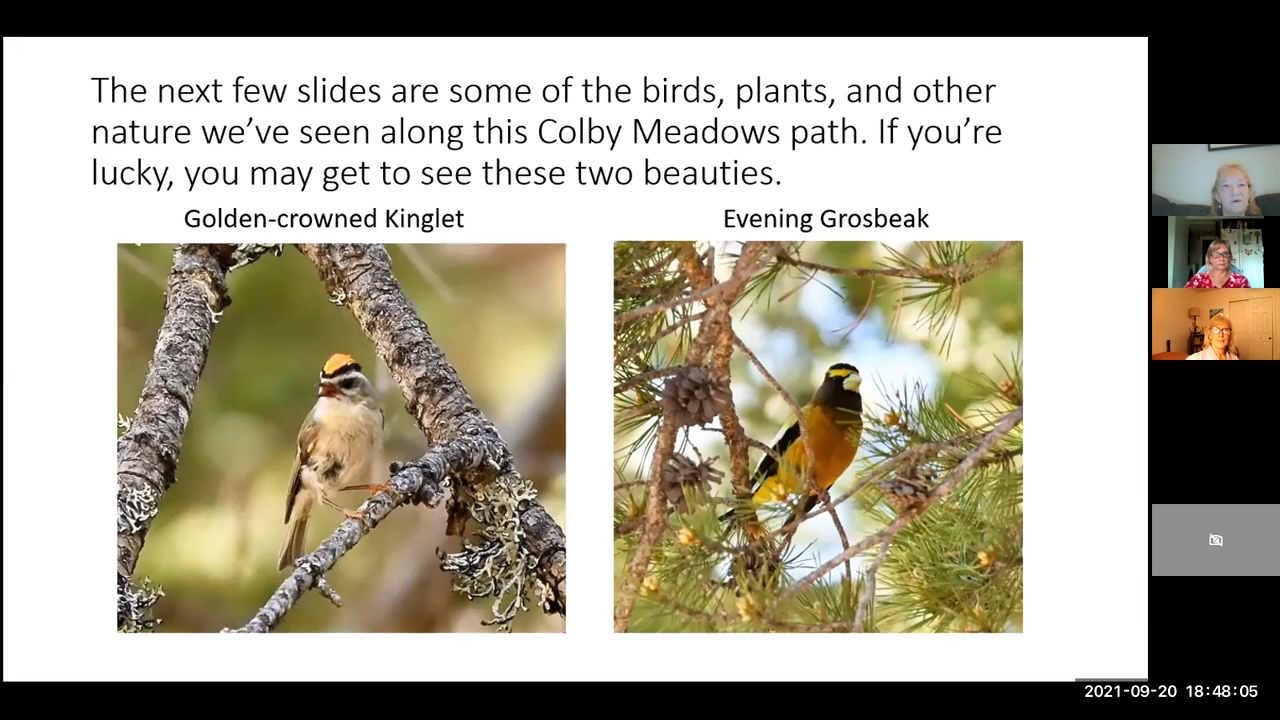 The next few slides are some of the birds, plants, and other
nature we’ve seen along this Colby Meadows path. If you’re
lucky, you may get to see these two beauties.
Golden-crowned Kinglet
Evening Grosbeak
2021-09-20 18:48:05